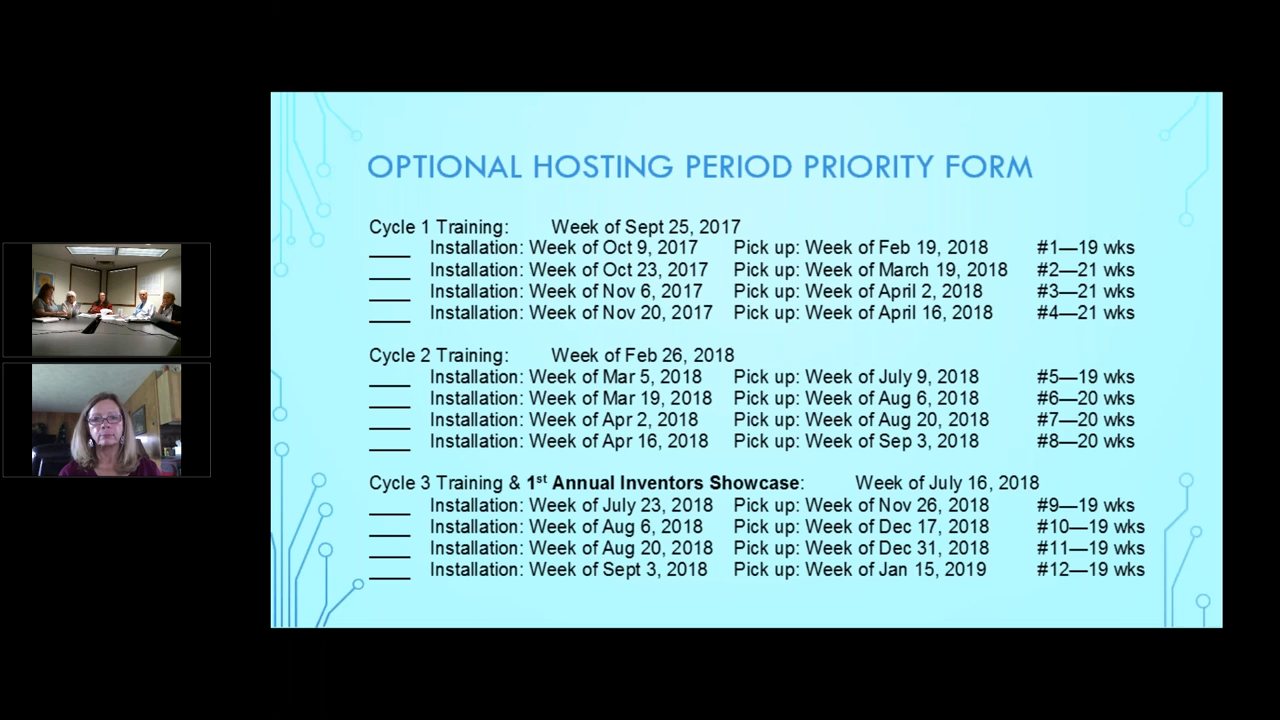 OPTIONAL HOSTING PERIOD PRIORITY FORM
Cycle 1 Training: Week of Sept 25, 2017
____ Installation: Week of Oct 9, 2017 Pick up: Week of Feb 19, 2018 #1—19 wks
____ Installation: Week of Oct 23, 2017 Pick up: Week of March 19, 2018 #2—21 wks
____ Installation: Week of Nov 6, 2017 Pick up: Week of April 2, 2018 #3—21 wks
____ Installation: Week of Nov 20, 2017 Pick up: Week of April 16, 2018 #4—21 wks
Cycle 2 Training: Week of Feb 26, 2018
____ Installation: Week of Mar 5, 2018 Pick up: Week of July 9, 2018 #5—19 wks
____ Installation: Week of Mar 19, 2018 Pick up: Week of Aug 6, 2018 #6—20 wks
____ Installation: Week of Apr 2, 2018 Pick up: Week of Aug 20, 2018 #7—20 wks
____ Installation: Week of Apr 16, 2018 Pick up: Week of Sep 3, 2018 #8—20 wks
Cycle 3 Training & 1st Annual Inventors Showcase: Week of July 16, 2018
____ Installation: Week of July 23, 2018 Pick up: Week of Nov 26, 2018 #9—19 wks
____ Installation: Week of Aug 6, 2018 Pick up: Week of Dec 17, 2018 #10—19 wks
____ Installation: Week of Aug 20, 2018 Pick up: Week of Dec 31, 2018 #11—19 wks
____ Installation: Week of Sept 3, 2018 Pick up: Week of Jan 15, 2019 #12—19 wks